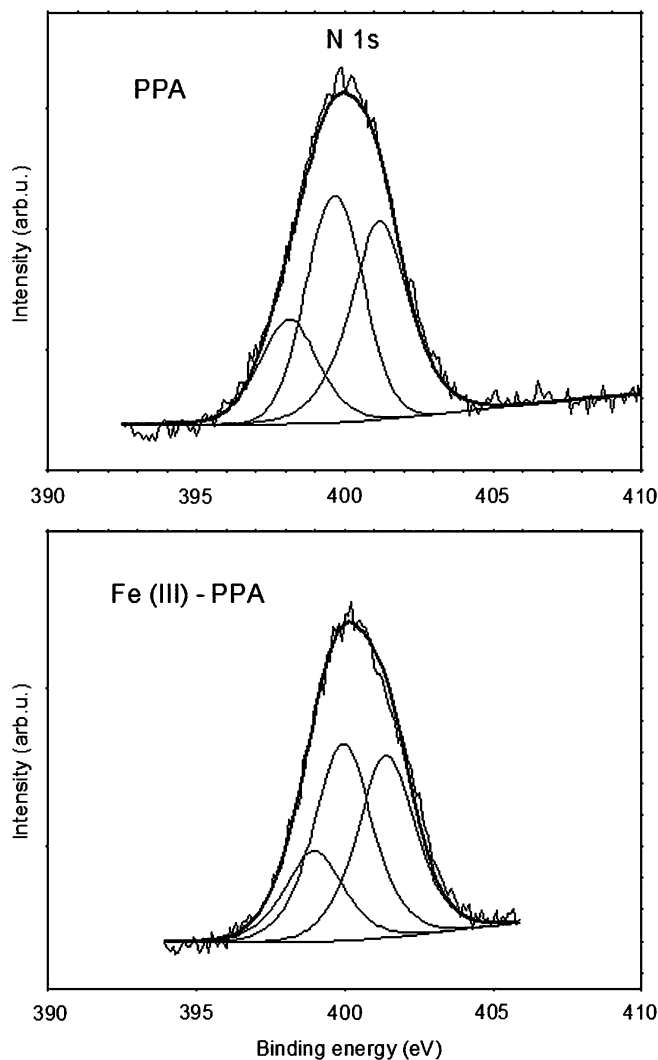 N 1s
PPA
Intensity (arb.u.)
390 395 400 405 410
Fe (III) - PPA
Intensity (arb.u.)
390 395 400 405 410
Binding energy (eV)